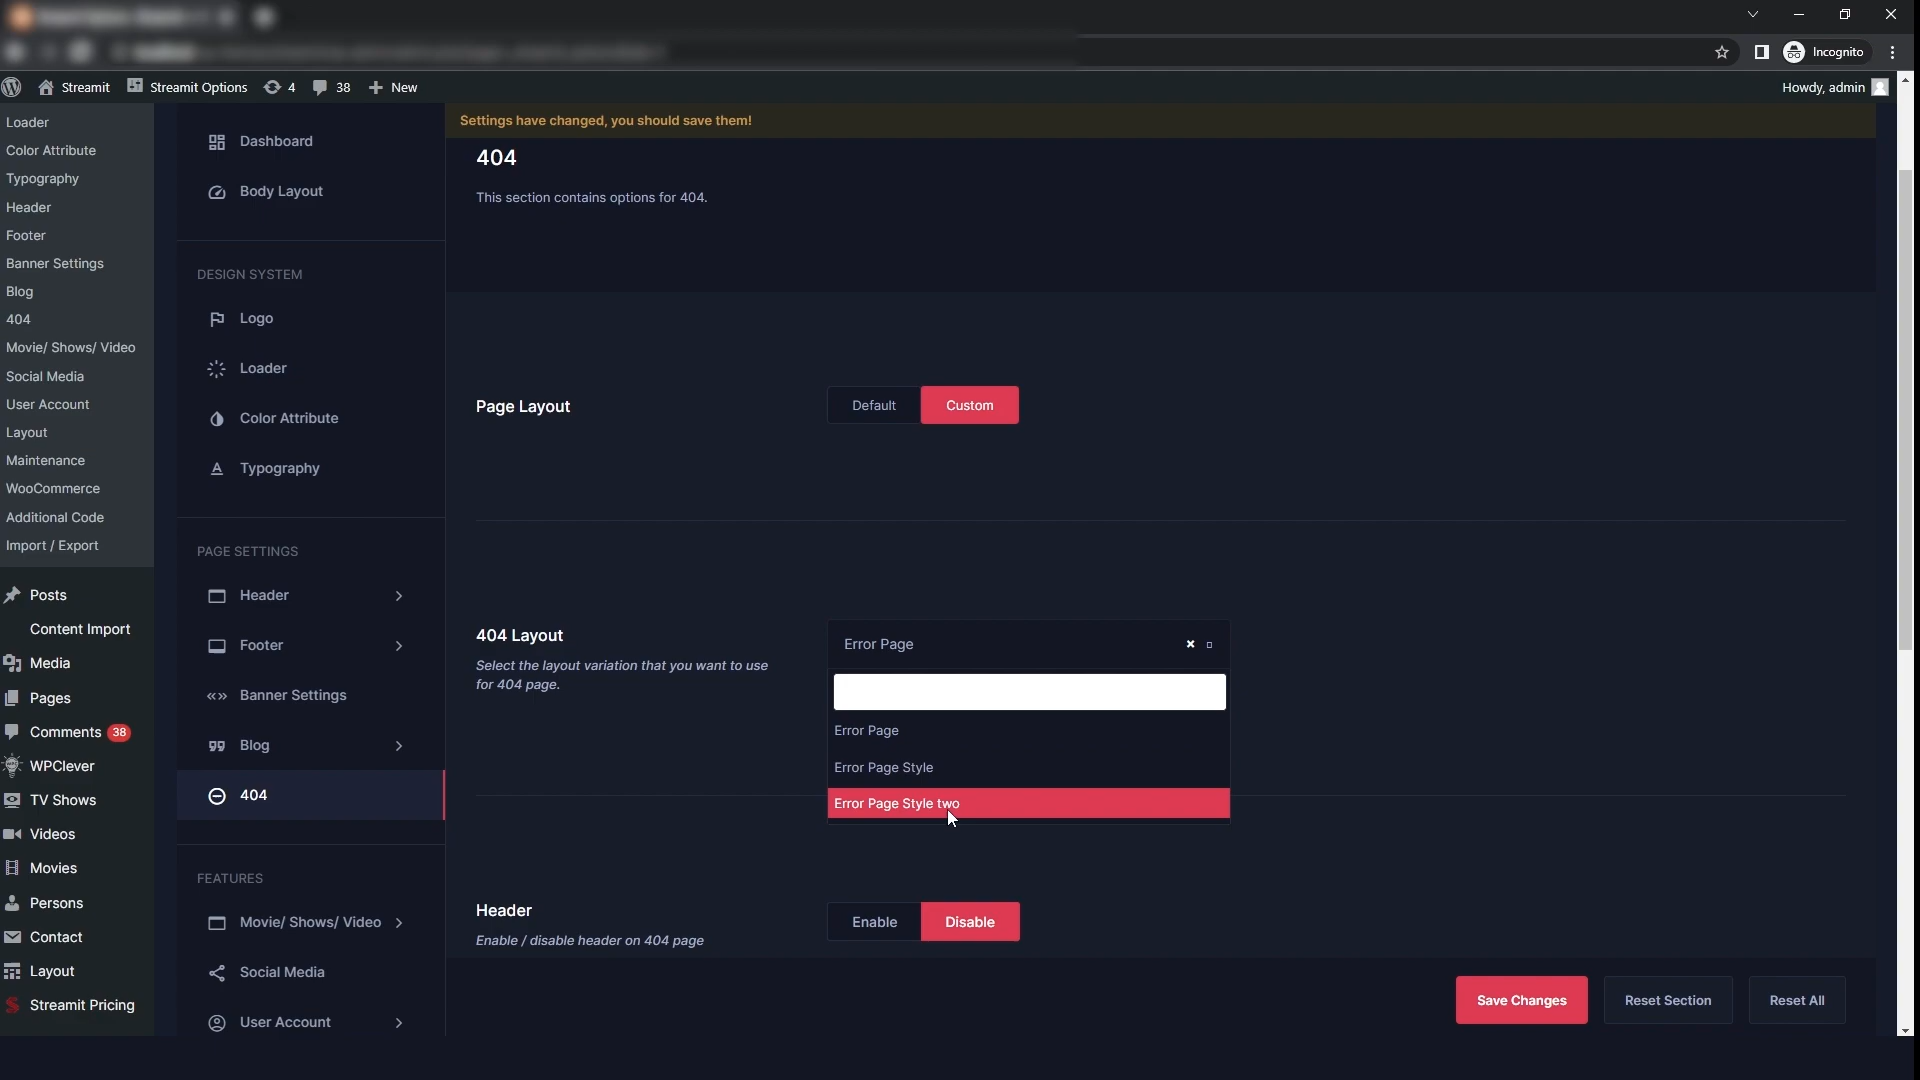 Incognito
Streamit
Streamit Options
4
38
New
Howdy, admin
Loader
Color Attribute
Typography
Header
Footer
Banner Settings
Blog
404
Movie/ Shows/ Video
Social Media
User Account
Layout
Maintenance
WooCommerce
Additional Code
Import / Export
Posts
Content Import
Media
Pages
Comments 38
WPClever
TV Shows
Videos
Movies
Persons
Contact
Layout
Streamit Pricing
Dashboard
Body Layout
DESIGN SYSTEM
Logo
Loader
Color Attribute
Typography
PAGE SETTINGS
Header
Footer
Banner Settings
Blog
404
FEATURES
Movie/ Shows/ Video
Social Media
User Account
Settings have changed, you should save them!
404
This section contains options for 404.
Page Layout
Default
Custom
404 Layout
Select the layout variation that you want to use
for 404 page.
Error Page
Error Page
Error Page Style
Error Page Style two
Header
Enable / disable header on 404 page
Enable
Disable
Save Changes
Reset Section
Reset All